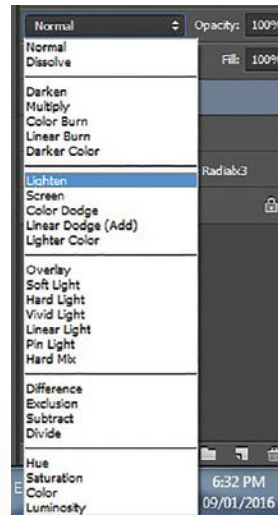 Normal Opacity: 100%
Normal
Dissolve Fill: 100%
Darken
Multiply
Color Burn
Linear Burn
Darker Color
Lighten Radialx3
Screen
Color Dodge
Linear Dodge (Add)
Lighter Color
Overlay
Soft Light
Hard Light
Vivid Light
Linear Light
Pin Light
Hard Mix
Difference
Exclusion
Subtract
Divide
Hue
Saturation 6:32 PM
Color
Luminosity 09/01/2016